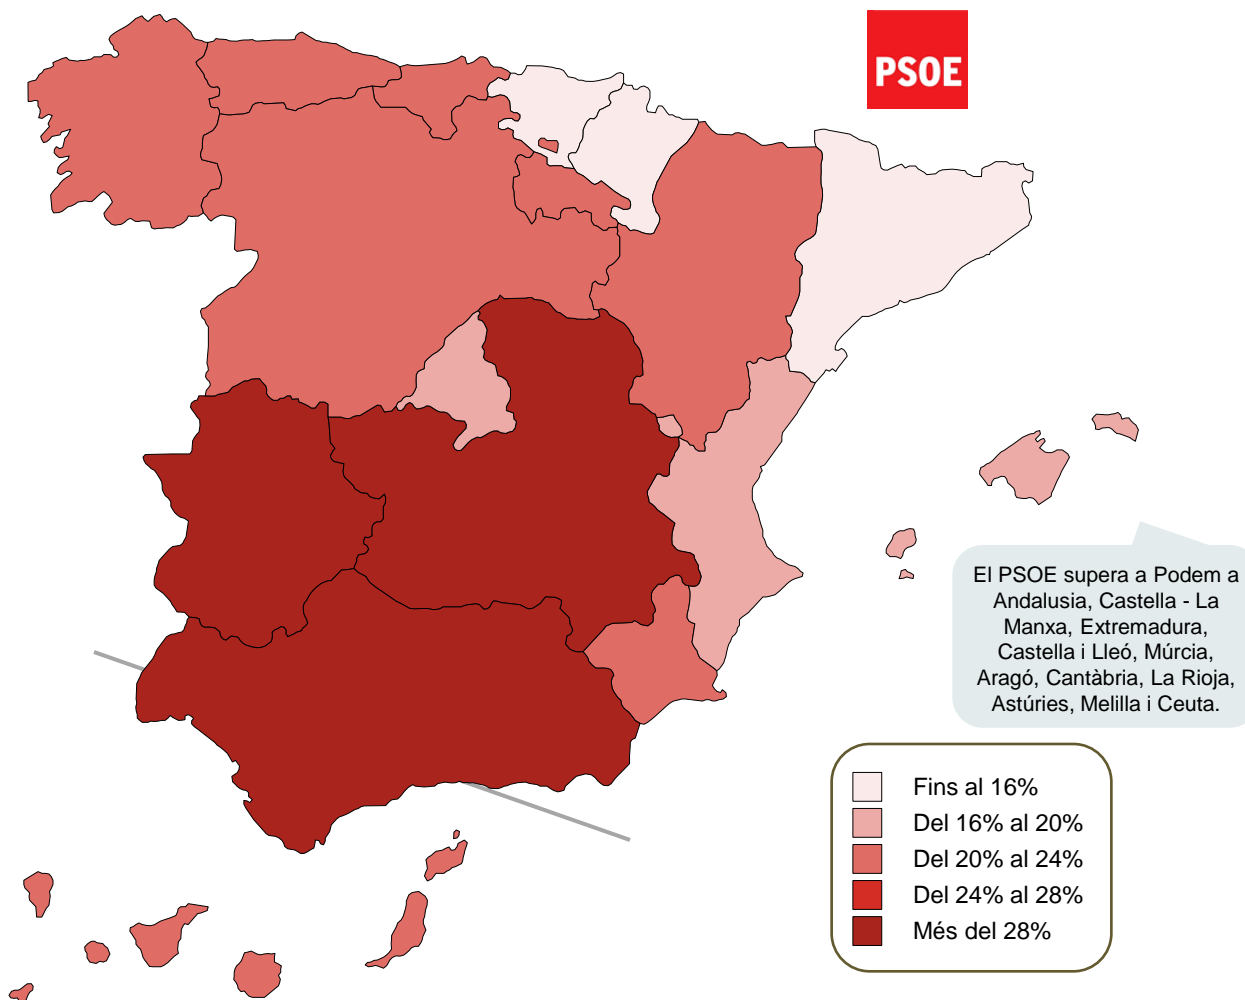 PSOE
El PSOE supera a Podem a
Andalusia, Castella - La
Manxa, Extremadura,
Castella i Lleó, Múrcia,
Aragó, Cantàbria, La Rioja,
Astúries, Melilla i Ceuta.
Fins al 16%
Del 16% al 20%
Del 20% al 24%
Del 24% al 28%
Més del 28%